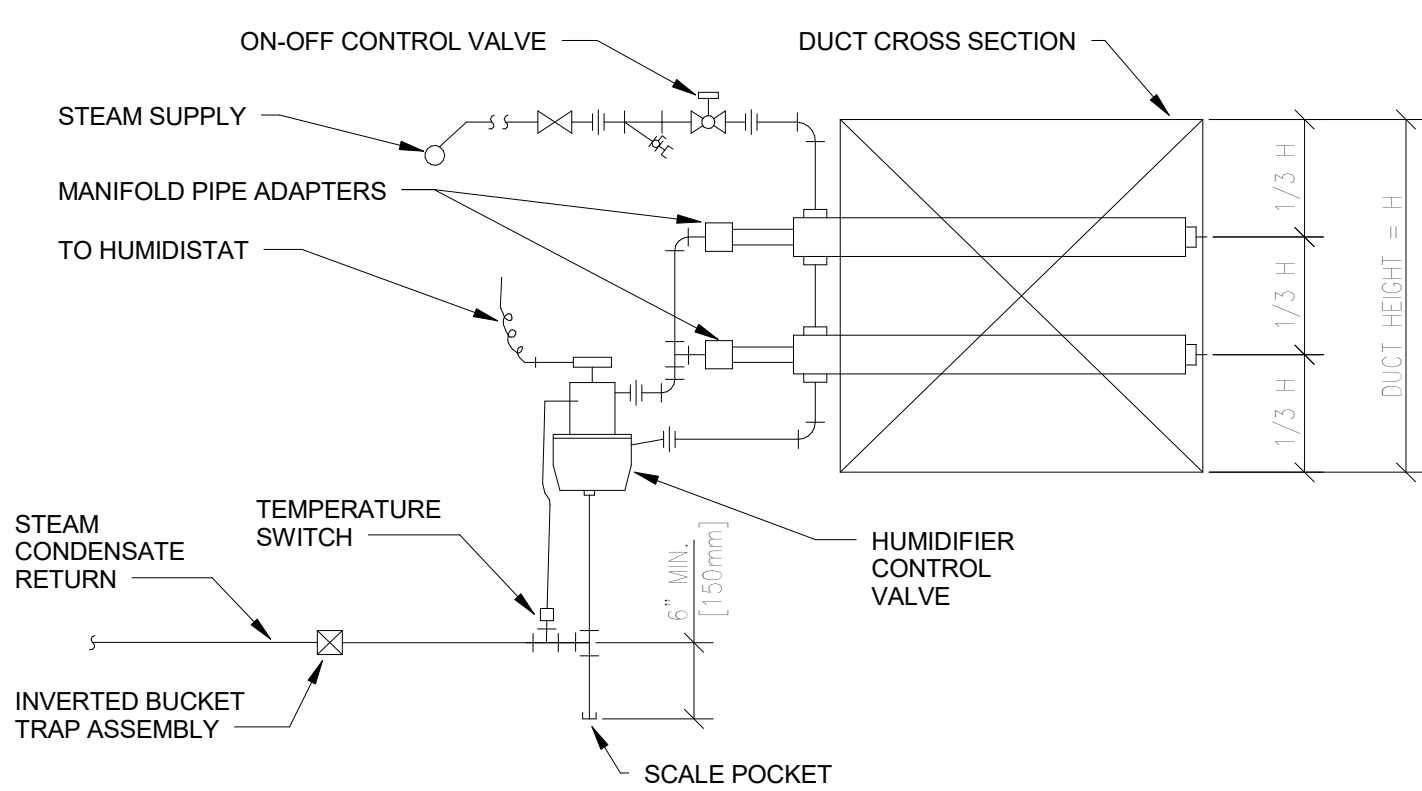 ON-OFF CONTROL VALVE
DUCT CROSS SECTION
STEAM SUPPLY
MANIFOLD PIPE ADAPTERS
TO HUMIDISTAT
1/3 H
1/3 H
1/3 H
DUCT HEIGHT = H
TEMPERATURE
SWITCH
STEAM
CONDENSATE
RETURN
6" MIN.
[150mm]
HUMIDIFIER
CONTROL
VALVE
INVERTED BUCKET
TRAP ASSEMBLY
SCALE POCKET